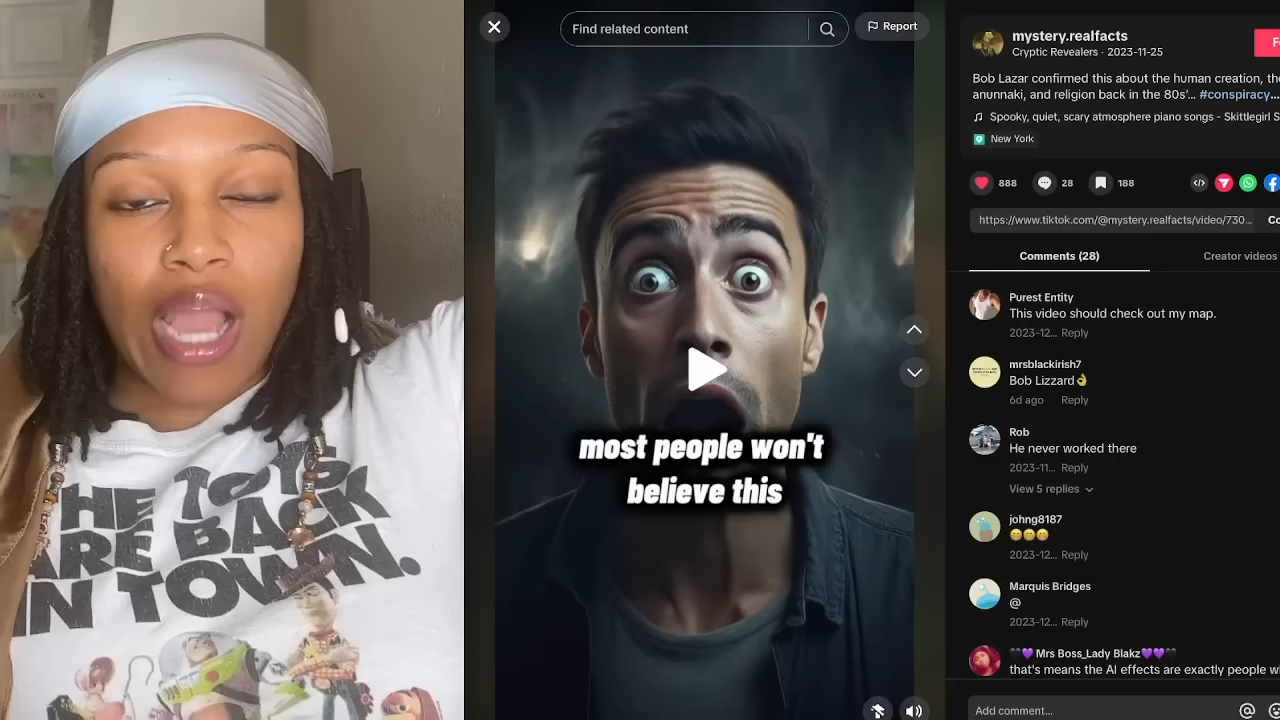 THE TOYS
ARE BACK
IN TOWN.
Find related content
Report
most people won't
believe this
mystery.realfacts
Cryptic Revealers · 2023-11-25
Bob Lazar confirmed this about the human creation, the
anunnaki, and religion back in the 80s'... #conspiracy...
Spooky, quiet, scary atmosphere piano songs - Skittlegirl S
New York
888
28
188
https://www.tiktok.com/@mystery.realfacts/video/730...
Co
Comments (28)
Creator videos
Purest Entity
This video should check out my map.
2023-12... Reply
mrsblackirish7
Bob Lizzard👌
6d ago Reply
Rob
He never worked there
2023-11... Reply
View 5 replies
johng8187
😁😁😁
2023-12... Reply
Marquis Bridges
@
2023-12... Reply
🖤💜Mrs Boss_Lady Blakz💜💜🖤
that's means the AI effects are exactly people w
Add comment...